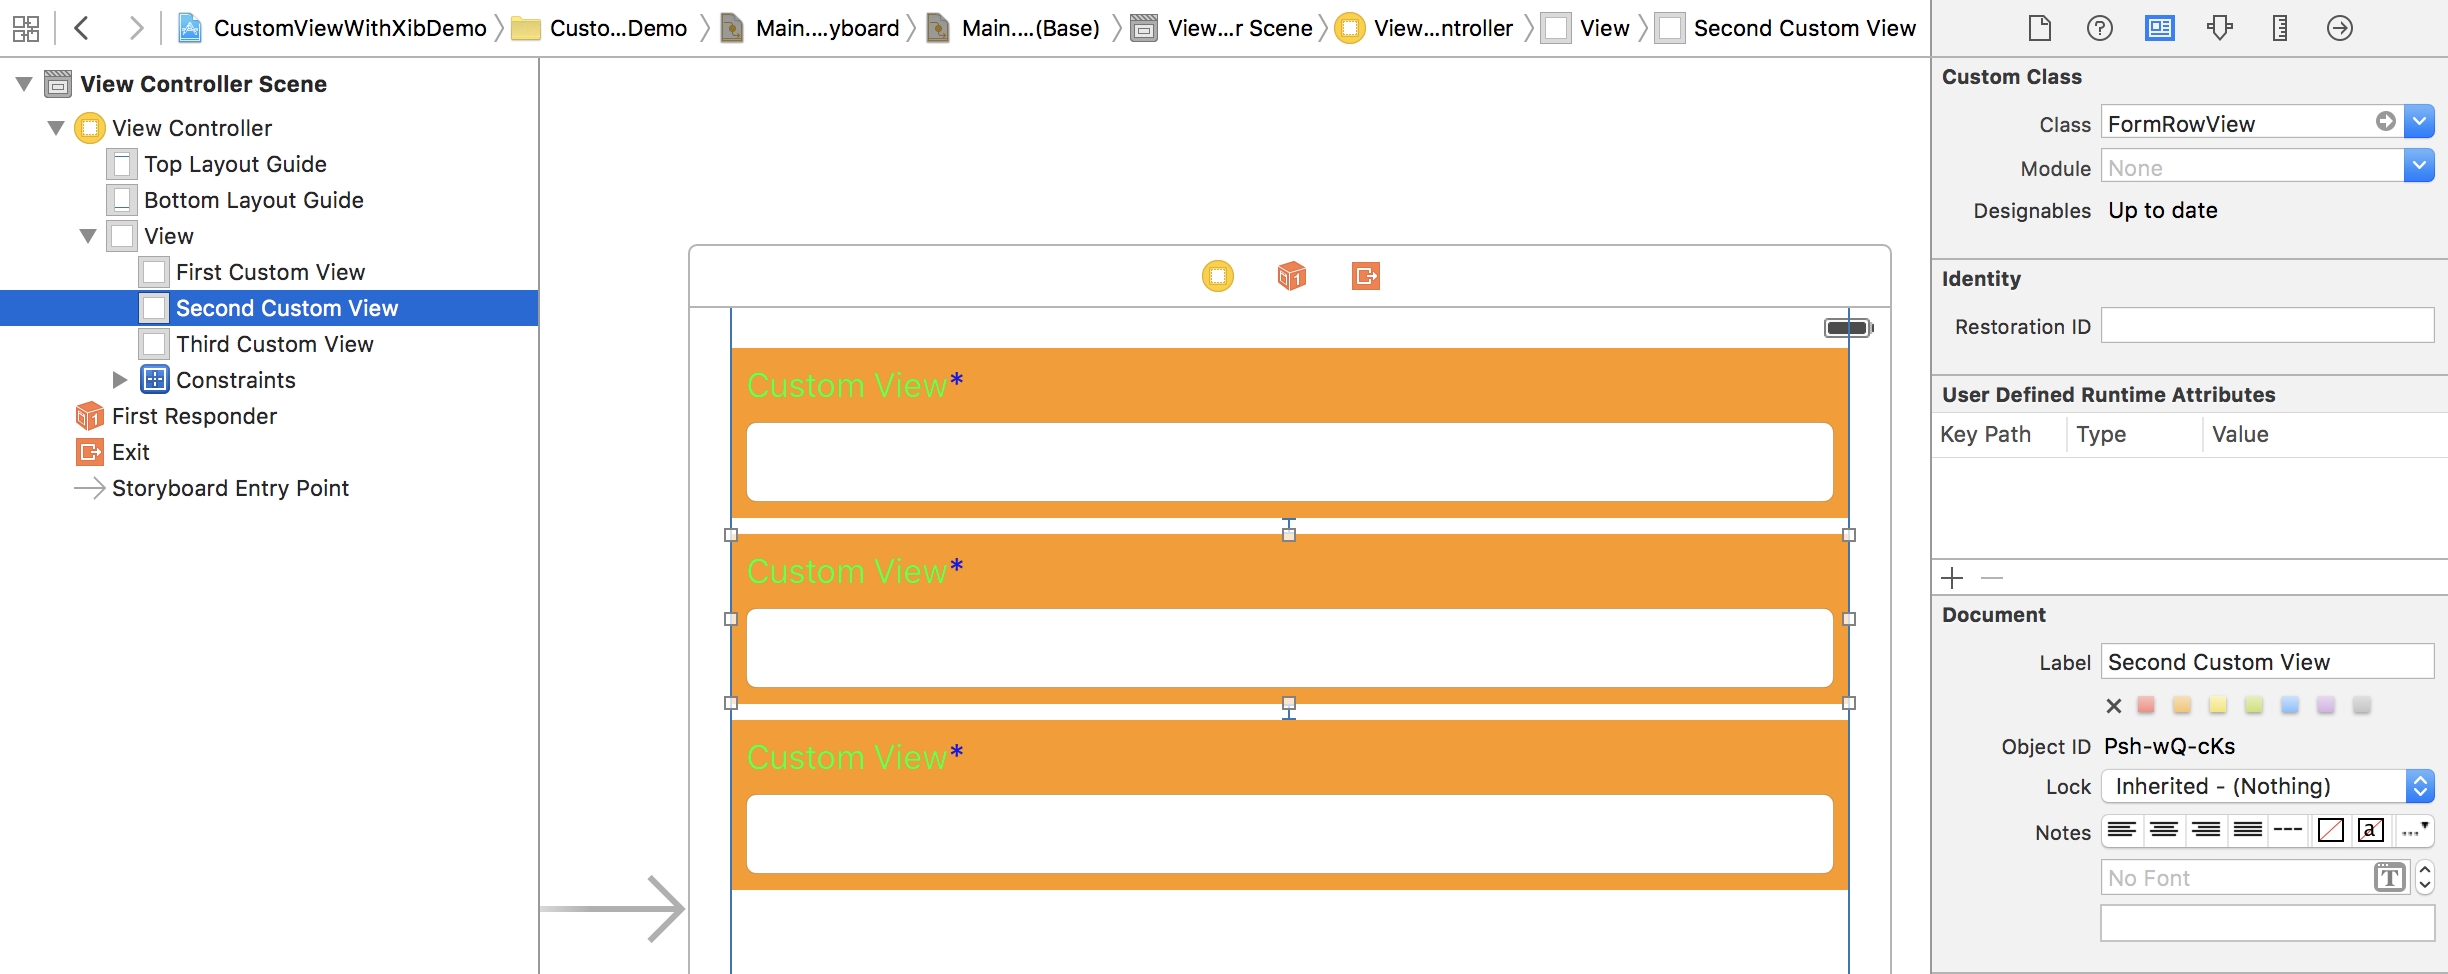 CustomViewWithXibDemo Custo...Demo Main....yboard Main....(Base) View...r Scene View...ntroller View Second Custom View
View Controller Scene
View Controller
Top Layout Guide
Bottom Layout Guide
View
First Custom View
Second Custom View
Third Custom View
Constraints
First Responder
Exit
Storyboard Entry Point
Custom View*
Custom View*
Custom View*
Custom Class
Class FormRowView
Module None
Designables Up to date
Identity
Restoration ID
User Defined Runtime Attributes
Key Path Type Value
Document
Label Second Custom View
Object ID Psh-wQ-cKs
Lock Inherited - (Nothing)
Notes
No Font